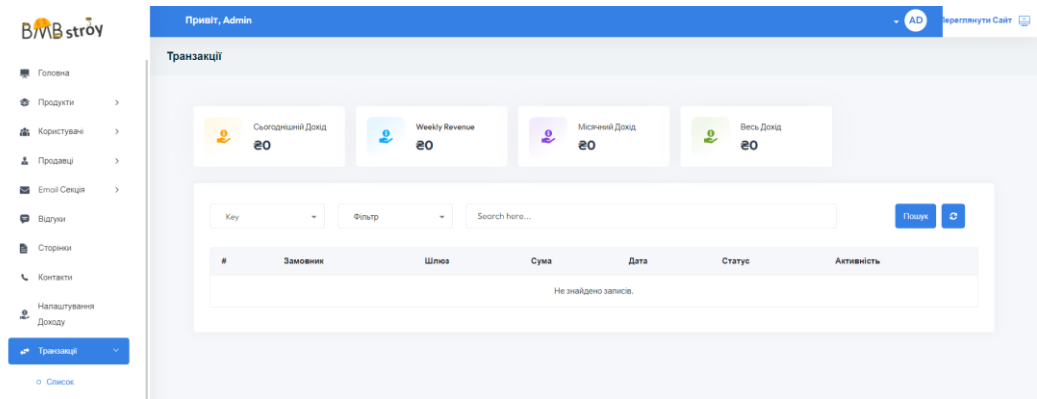 BMB stroy
Привіт, Admin
AD
Переглянути Сайт
Транзакції
Головна
Продукти
Користувачі
Продавці
Email Секція
Відгуки
Сторінки
Контакти
Налаштування
Доходу
Транзакції
Список
Сьогоднішній Дохід
₴0
Weekly Revenue
₴0
Місячний Дохід
₴0
Весь Дохід
₴0
Key
Фільтр
Search here...
Пошук
# Замовник Шлюз Сума Дата Статус Активність
Не знайдено записів.